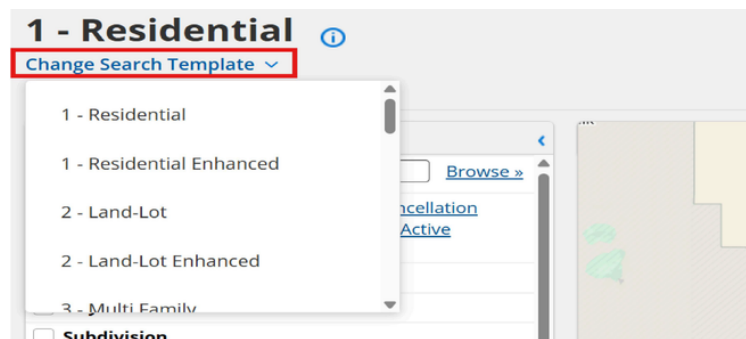 1 - Residential
Change Search Template
1 - Residential
1 - Residential Enhanced
Browse »
2 - Land-Lot
ncellation
Active
2 - Land-Lot Enhanced
3 - Multi Family
Subdivision